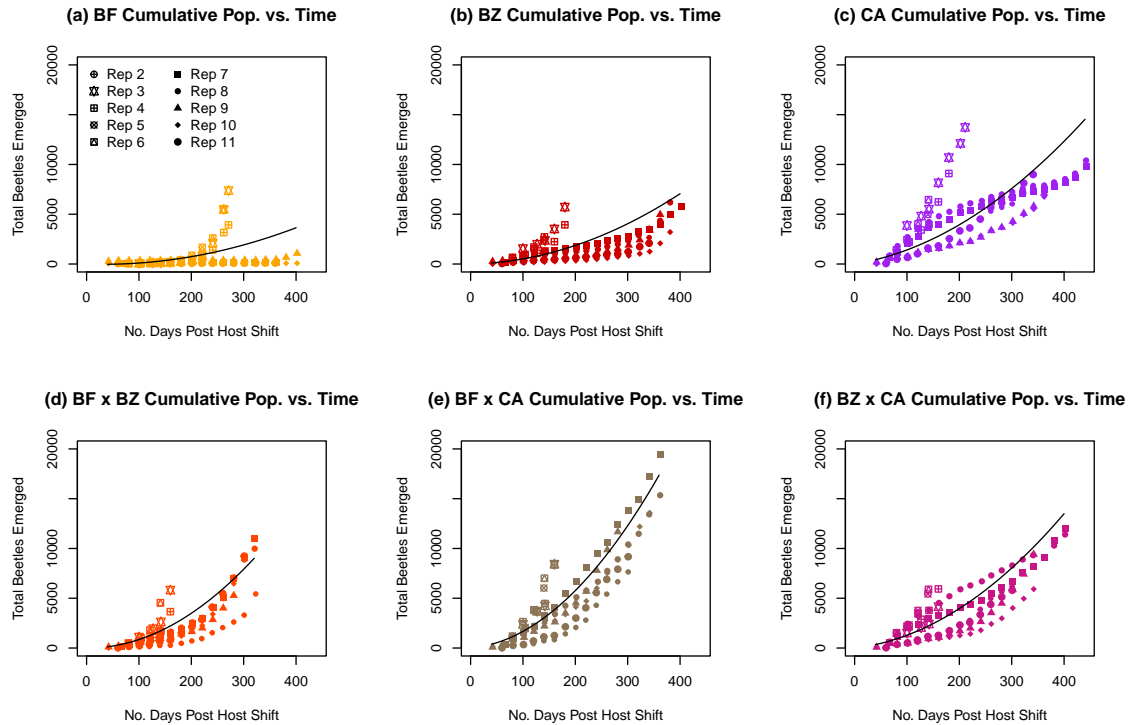 (a) BF Cumulative Pop. vs. Time
Total Beetles Emerged
20000
10000
5000
0
Rep 2
Rep 3
Rep 4
Rep 5
Rep 6
Rep 7
Rep 8
Rep 9
Rep 10
Rep 11
0 100 200 300 400
No. Days Post Host Shift
(b) BZ Cumulative Pop. vs. Time
Total Beetles Emerged
20000
10000
5000
0
0 100 200 300 400
No. Days Post Host Shift
(c) CA Cumulative Pop. vs. Time
Total Beetles Emerged
20000
10000
5000
0
0 100 200 300 400
No. Days Post Host Shift
(d) BF x BZ Cumulative Pop. vs. Time
Total Beetles Emerged
20000
10000
5000
0
0 100 200 300 400
No. Days Post Host Shift
(e) BF x CA Cumulative Pop. vs. Time
Total Beetles Emerged
20000
10000
5000
0
0 100 200 300 400
No. Days Post Host Shift
(f) BZ x CA Cumulative Pop. vs. Time
Total Beetles Emerged
20000
10000
5000
0
0 100 200 300 400
No. Days Post Host Shift